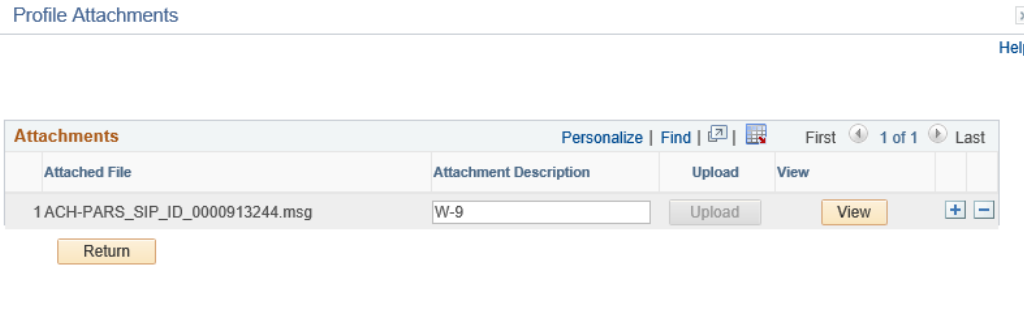 Profile Attachments
Help
Attachments Personalize | Find | | First 1 of 1 Last
Attached File Attachment Description Upload View
1 ACH-PARS_SIP_ID_0000913244.msg W-9 Upload View
Return